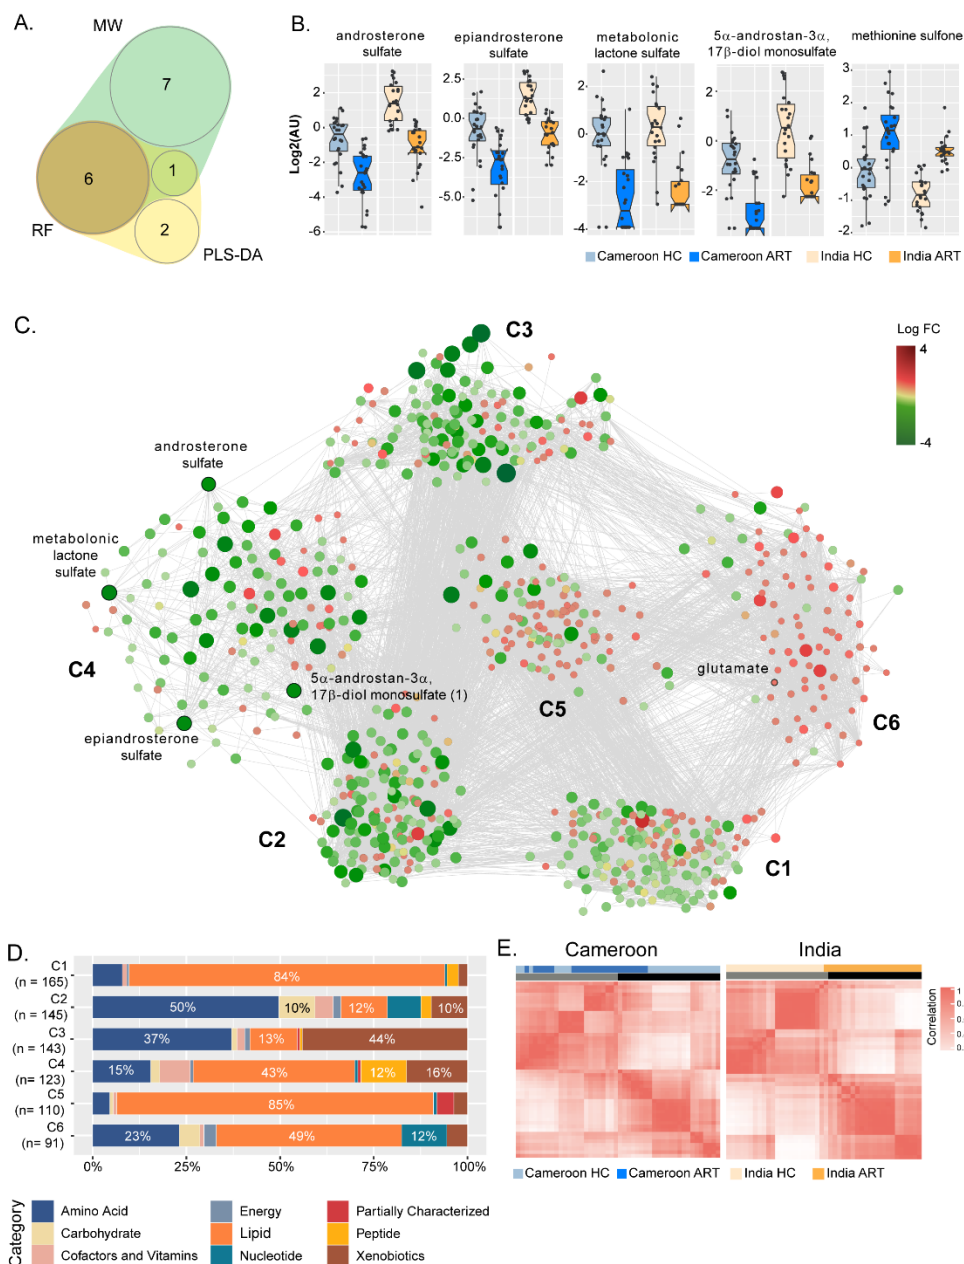 A.
MW
7
6
1
2
RF
PLS-DA
B.
androsterone
sulfate
epiandrosterone
sulfate
metabolonic
lactone sulfate
5α-androstan-3α,
17β-diol monosulfate
methionine sulfone
Log2(AU)
2
0
-2
-4
-6
2.5
0.0
-2.5
-5.0
2
0
-2
-4
2
0
-2
3
2
1
0
-1
-2
Cameroon HC
Cameroon ART
India HC
India ART
C.
C3
Log FC
4
-4
androsterone
sulfate
metabolonic
lactone
sulfate
C4
5α-androstan-3α,
17β-diol monosulfate (1)
epiandrosterone
sulfate
glutamate
C5
C6
C2
C1
D.
C1
(n = 165)
84%
C2
(n = 145)
50%
10%
12%
10%
C3
(n = 143)
37%
13%
44%
C4
(n= 123)
15%
43%
12%
16%
C5
(n= 110)
85%
C6
(n= 91)
23%
49%
12%
0%
25%
50%
75%
100%
Category
Amino Acid
Carbohydrate
Cofactors and Vitamins
Energy
Lipid
Nucleotide
Partially Characterized
Peptide
Xenobiotics
E.
Cameroon
India
Correlation
Cameroon HC
Cameroon ART
India HC
India ART